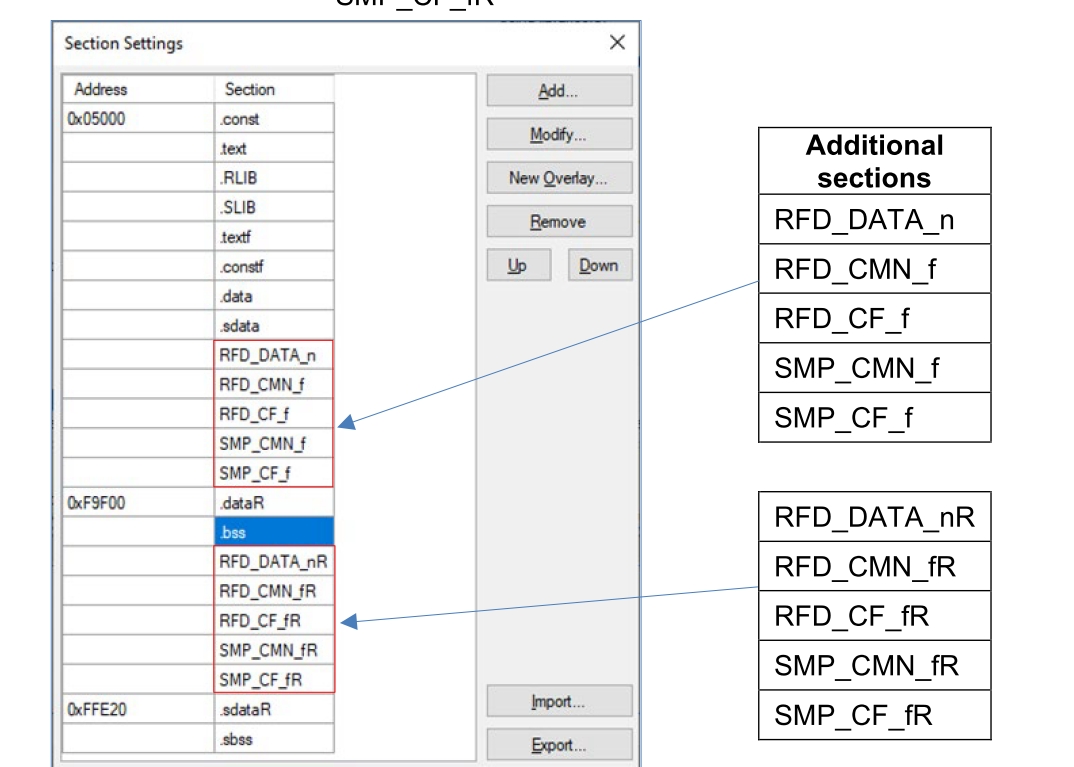 SMP_CF_fR
Section Settings
Address Section
0x05000 .const
.text
.RLIB
.SLIB
.textf
.constf
.data
.sdata
RFD_DATA_n
RFD_CMN_f
RFD_CF_f
SMP_CMN_f
SMP_CF_f
0xF9F00 .dataR
.bss
RFD_DATA_nR
RFD_CMN_fR
RFD_CF_fR
SMP_CMN_fR
SMP_CF_fR
0xFFE20 .sdataR
.sbss
Add...
Modify...
New Overlay...
Remove
Up Down
Import...
Export...
Additional
sections
RFD_DATA_n
RFD_CMN_f
RFD_CF_f
SMP_CMN_f
SMP_CF_f
RFD_DATA_nR
RFD_CMN_fR
RFD_CF_fR
SMP_CMN_fR
SMP_CF_fR